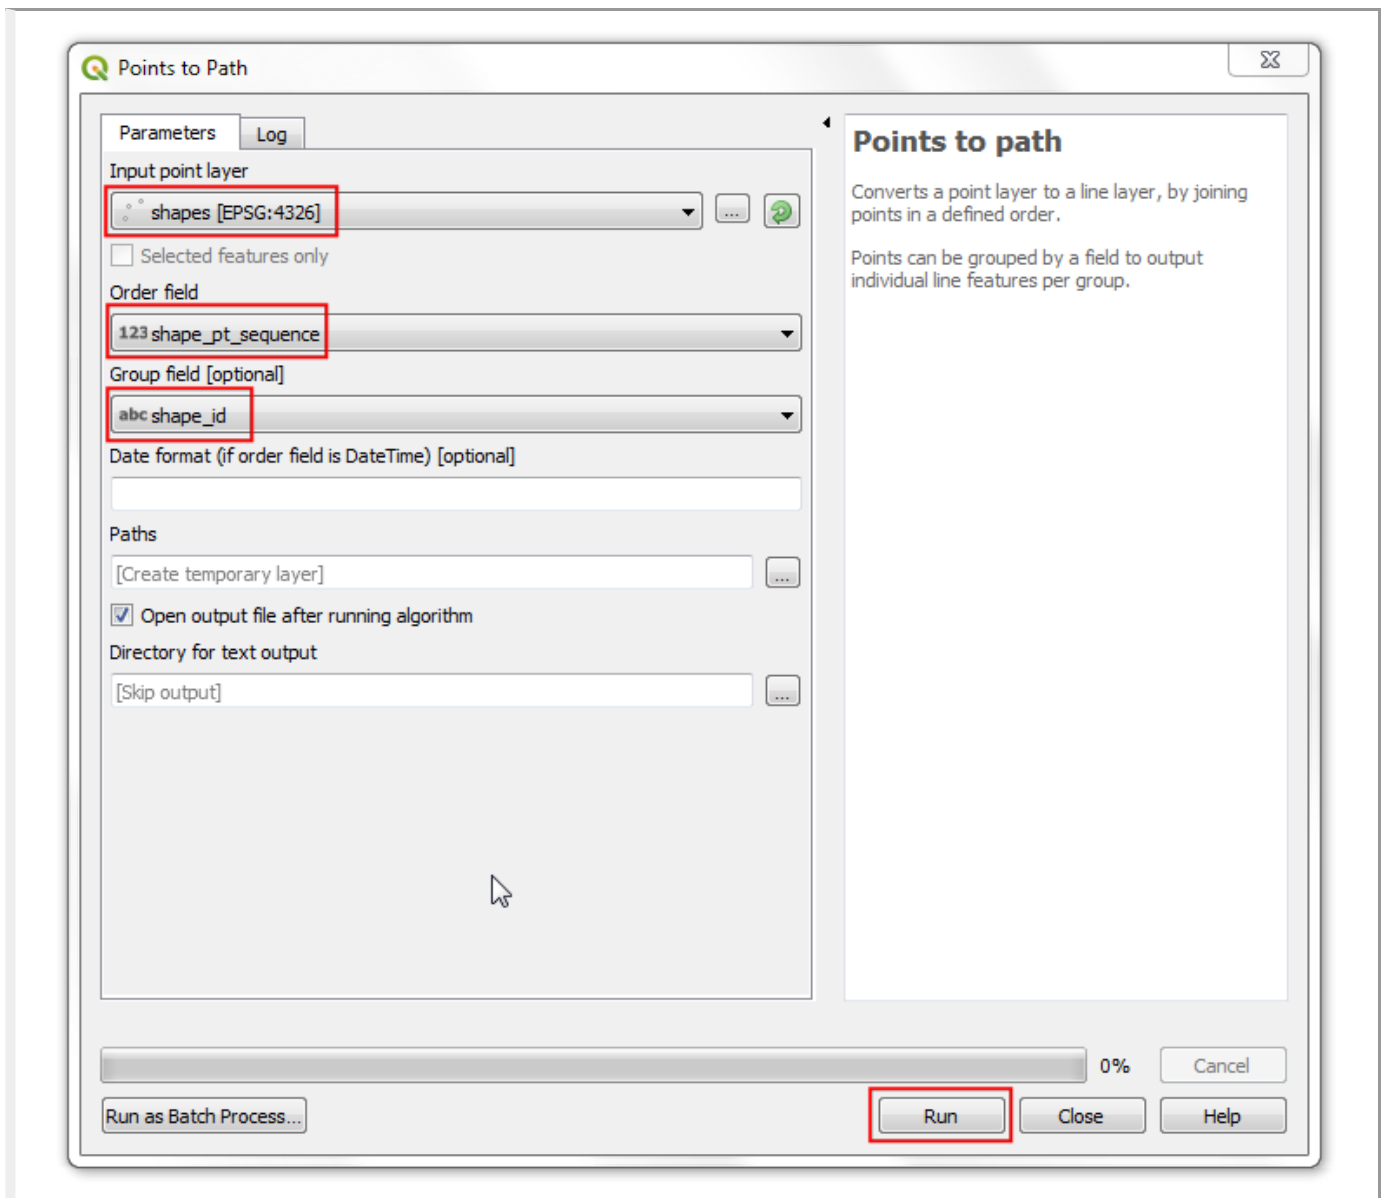 Points to Path
Parameters
Log
Input point layer
shapes [EPSG:4326]
...
Selected features only
Order field
123 shape_pt_sequence
Group field [optional]
abc shape_id
Date format (if order field is DateTime) [optional]
Paths
[Create temporary layer]
...
Open output file after running algorithm
Directory for text output
[Skip output]
...
Points to path
Converts a point layer to a line layer, by joining
points in a defined order.
Points can be grouped by a field to output
individual line features per group.
0%
Cancel
Run as Batch Process...
Run
Close
Help